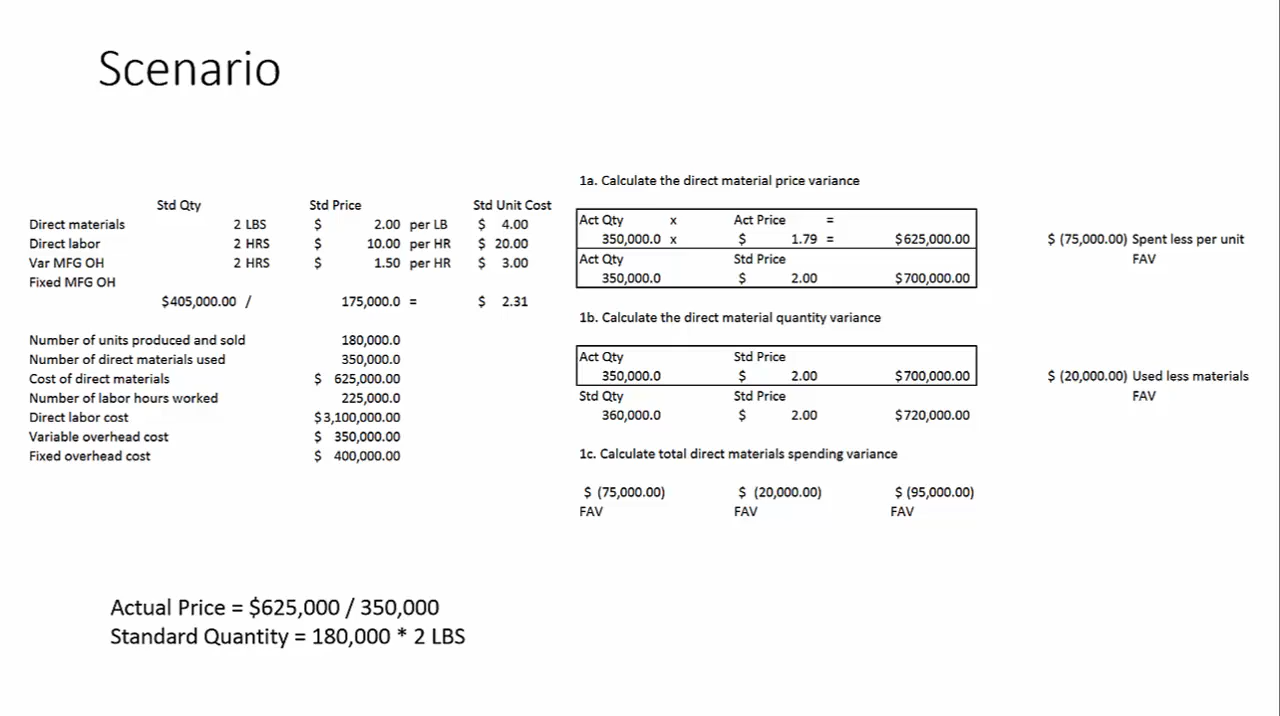 Scenario
Std Qty Std Price Std Unit Cost
Direct materials 2 LBS $ 2.00 per LB $ 4.00
Direct labor 2 HRS $ 10.00 per HR $ 20.00
Var MFG OH 2 HRS $ 1.50 per HR $ 3.00
Fixed MFG OH
$405,000.00 / 175,000.0 = $ 2.31
Number of units produced and sold 180,000.0
Number of direct materials used 350,000.0
Cost of direct materials $ 625,000.00
Number of labor hours worked 225,000.0
Direct labor cost $3,100,000.00
Variable overhead cost $ 350,000.00
Fixed overhead cost $ 400,000.00
1a. Calculate the direct material price variance
Act Qty x Act Price =
350,000.0 x $ 1.79 = $625,000.00 $ (75,000.00) Spent less per unit
Act Qty Std Price FAV
350,000.0 $ 2.00 $700,000.00
1b. Calculate the direct material quantity variance
Act Qty Std Price
350,000.0 $ 2.00 $700,000.00 $ (20,000.00) Used less materials
Std Qty Std Price FAV
360,000.0 $ 2.00 $720,000.00
1c. Calculate total direct materials spending variance
$ (75,000.00) $ (20,000.00) $ (95,000.00)
FAV FAV FAV
Actual Price = $625,000 / 350,000
Standard Quantity = 180,000 * 2 LBS